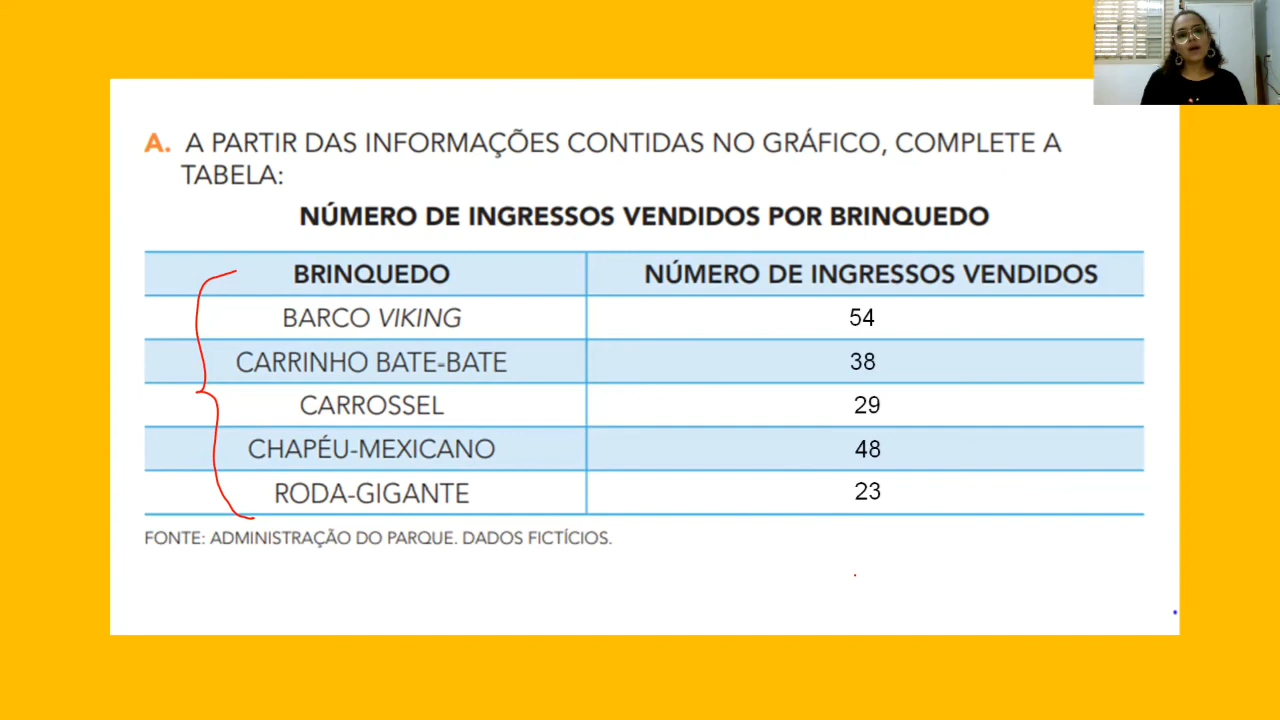 A. A PARTIR DAS INFORMAÇÕES CONTIDAS NO GRÁFICO, COMPLETE A
TABELA:
NÚMERO DE INGRESSOS VENDIDOS POR BRINQUEDO
BRINQUEDO NÚMERO DE INGRESSOS VENDIDOS
BARCO VIKING 54
CARRINHO BATE-BATE 38
CARROSSEL 29
CHAPÉU-MEXICANO 48
RODA-GIGANTE 23
FONTE: ADMINISTRAÇÃO DO PARQUE. DADOS FICTÍCIOS.